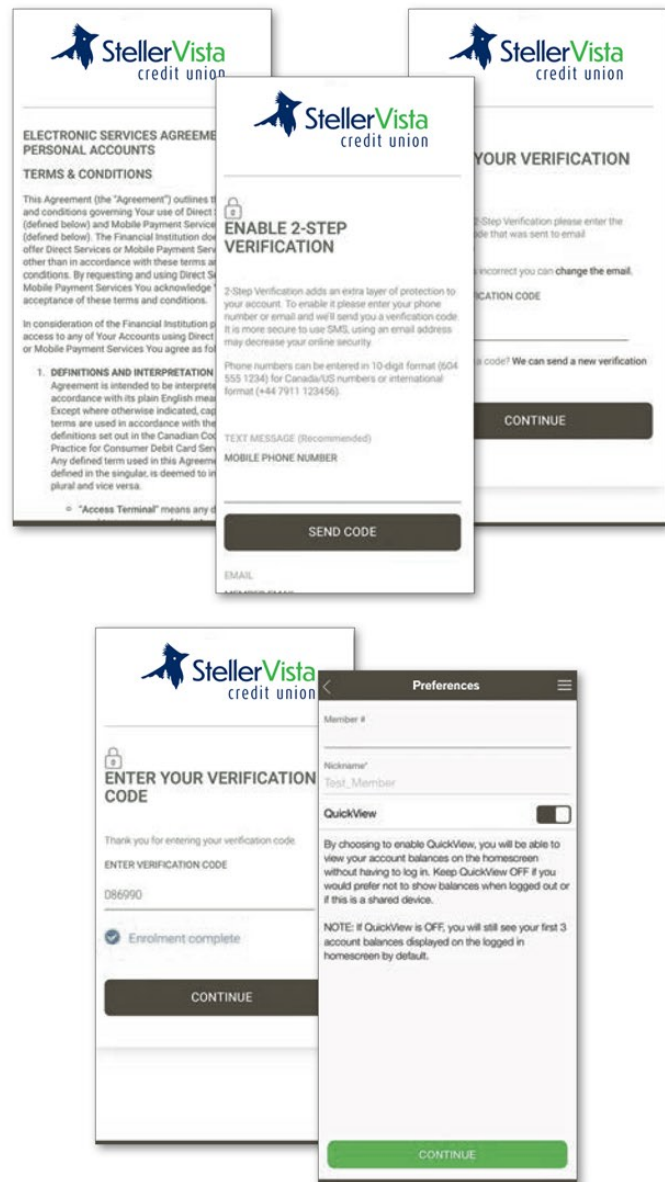 StellerVista
credit union
ELECTRONIC SERVICES AGREEME
PERSONAL ACCOUNTS
TERMS & CONDITIONS
This Agreement (the "Agreement") outlines t
and conditions governing Your use of Direct
(defined below) and Mobile Payment Service
(defined below). The Financial Institution doe
offer Direct Services or Mobile Payment Serv
other than in accordance with these terms a
conditions. By requesting and using Direct Se
Mobile Payment Services You acknowledge
acceptance of these terms and conditions.
In consideration of the Financial Institution p
access to any of Your Accounts using Direct
or Mobile Payment Services You agree as fol
1. DEFINITIONS AND INTERPRETATION
Agreement is intended to be interprete
accordance with its plain English mea
Except where otherwise indicated, cap
terms are used in accordance with the
definitions set out in the Canadian Co
Practice for Consumer Debit Card Serv
Any defined term used in this Agreeme
defined in the singular, is deemed to in
plural and vice versa.
"Access Terminal" means any d
StellerVista
credit union
ENABLE 2-STEP
VERIFICATION
2-Step Verification adds an extra layer of protection to
your account. To enable it please enter your phone
number or email and we'll send you a verification code.
It is more secure to use SMS, using an email address
may decrease your online security.
Phone numbers can be entered in 10-digit format (604
555 1234) for Canada/US numbers or international
format (+44 7911 123456).
TEXT MESSAGE (Recommended)
MOBILE PHONE NUMBER
SEND CODE
EMAIL
MEMBER EMAIL
StellerVista
credit union
YOUR VERIFICATION
2-Step Verification please enter the
de that was sent to email
incorrect you can change the email.
ICATION CODE
a code? We can send a new verification
CONTINUE
StellerVista
credit union
ENTER YOUR VERIFICATION
CODE
Thank you for entering your verification code.
ENTER VERIFICATION CODE
086990
Enrolment complete
CONTINUE
Preferences
Member #
Nickname*
Test_Member
QuickView
By choosing to enable QuickView, you will be able to
view your account balances on the homescreen
without having to log in. Keep QuickView OFF if you
would prefer not to show balances when logged out or
if this is a shared device.
NOTE: If QuickView is OFF, you will still see your first 3
account balances displayed on the logged in
homescreen by default.
CONTINUE